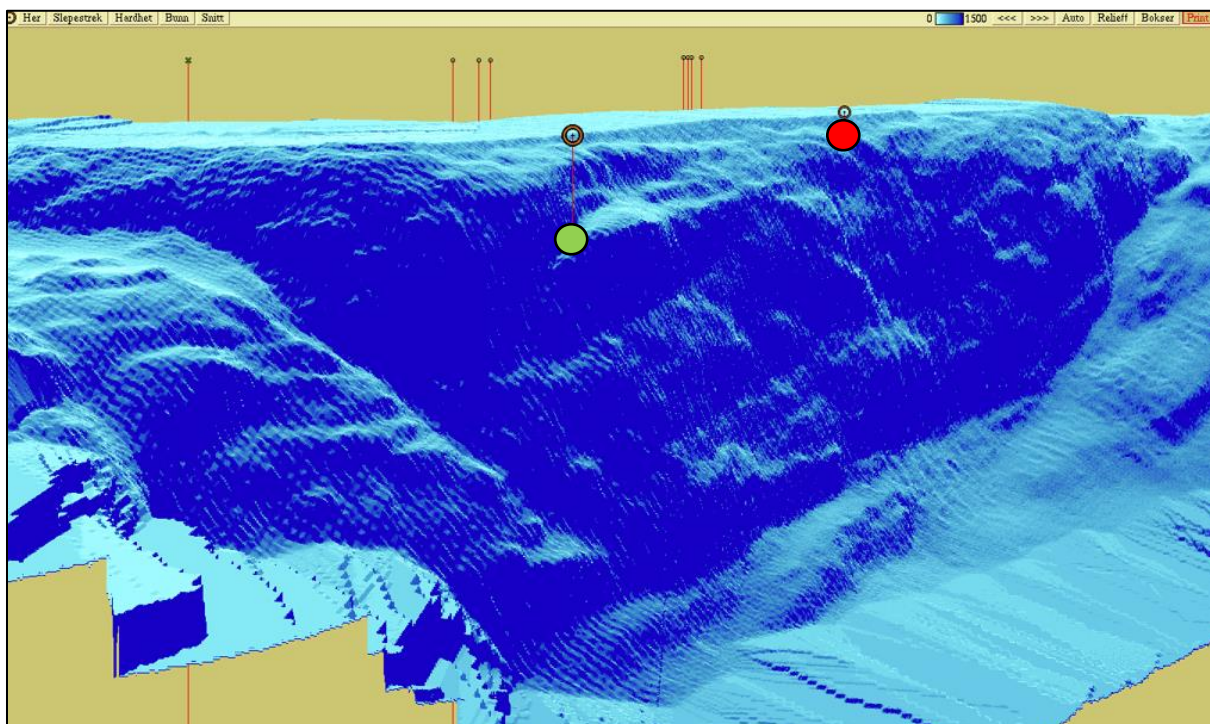 Her Slepestrek Hardhet Bunn Snitt 0 1500 <<< >>> Auto Relieff Bokser Print